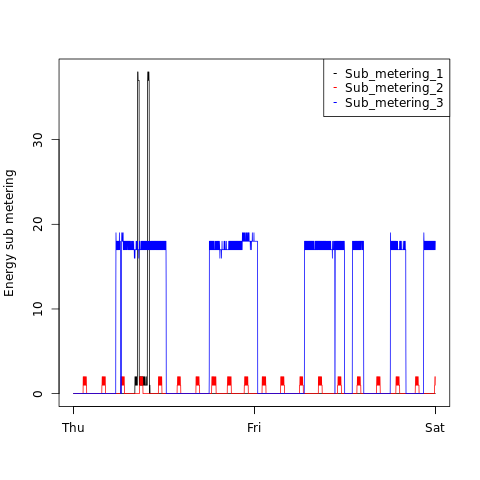 Sub_metering_1
Sub_metering_2
Sub_metering_3
Energy sub metering
30
20
10
0
Thu
Fri
Sat